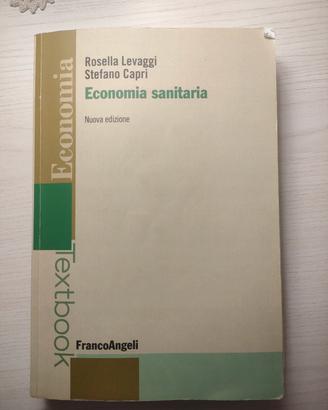 Rosella Levaggi
Stefano Capri
Economia sanitaria
Nuova edizione
Economia
Textbook
FrancoAngeli